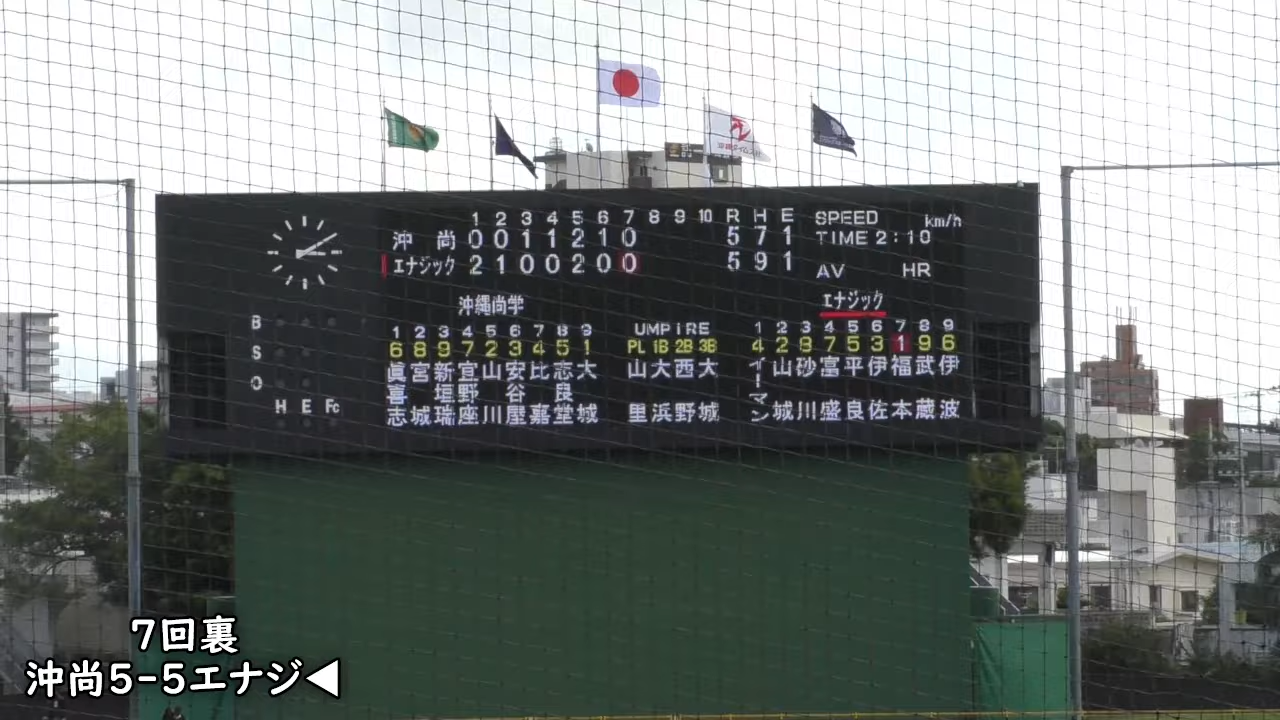 1 2 3 4 5 6 7 8 9 10 R H E SPEED km/h
沖 尚 0 0 1 1 2 1 0 5 7 1 TIME 2:10
エナジック 2 1 0 0 2 0 0 5 9 1 AV HR
沖縄尚学 エナジック
B S O H E Fc
1 2 3 4 5 6 7 8 9 UMPIRE 1 2 3 4 5 6 7 8 9
6 8 9 7 2 3 4 5 1 PL 1B 2B 3B 4 2 8 7 5 3 1 9 6
眞喜志 宮城 新垣瑞 宜野座 山川 安谷屋 比嘉 志良堂 大城 山里 大浜 西野 大城 イーマン 山城 砂川 富盛 平良 伊佐 福本 武蔵 伊波
7回裏
沖尚5-5エナジ◀